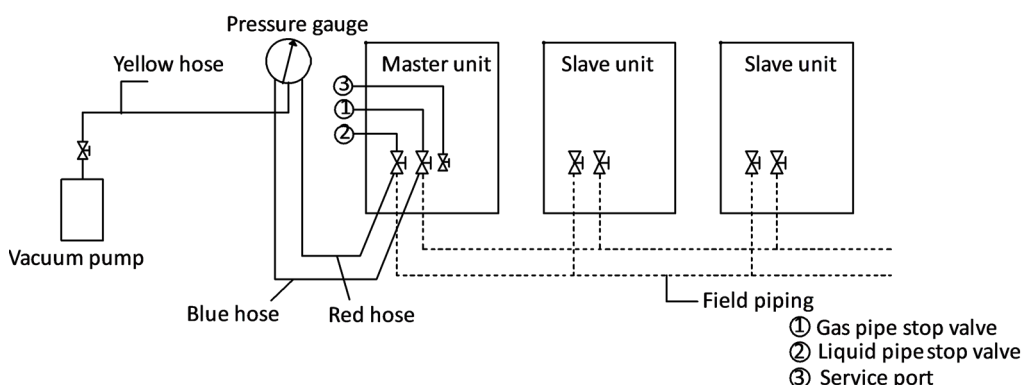 Pressure gauge
Yellow hose
Master unit
Slave unit
Slave unit
③
①
②
Vacuum pump
Blue hose
Red hose
Field piping
① Gas pipe stop valve
② Liquid pipe stop valve
③ Service port